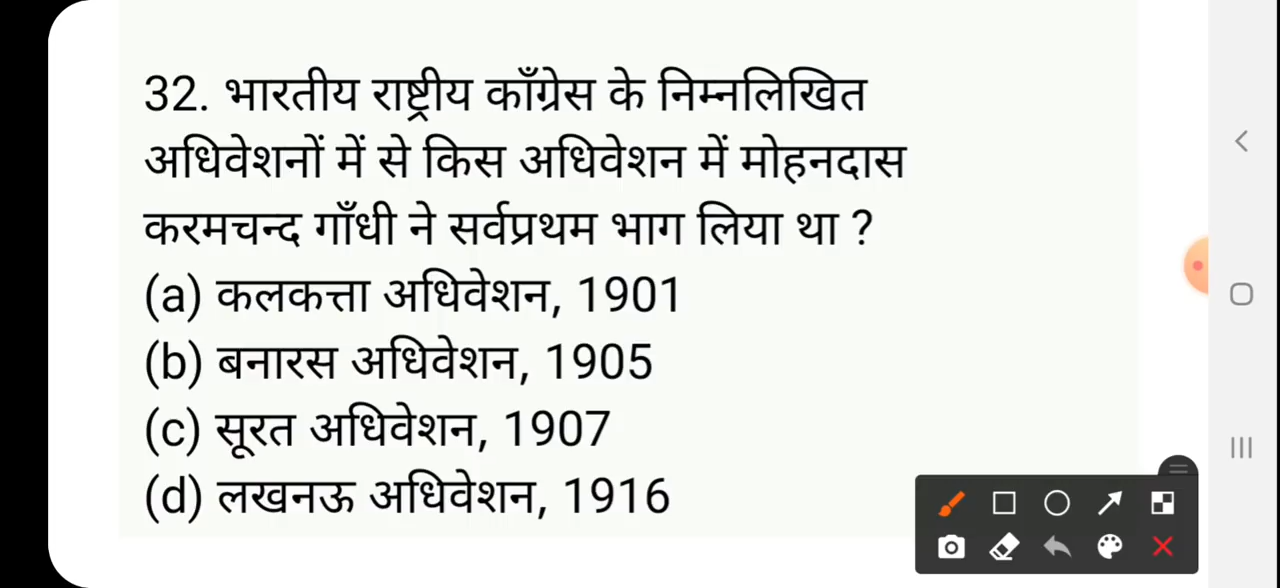 32. भारतीय राष्ट्रीय काँग्रेस के निम्नलिखित
अधिवेशनों में से किस अधिवेशन में मोहनदास
करमचन्द गाँधी ने सर्वप्रथम भाग लिया था ?
(a) कलकत्ता अधिवेशन, 1901
(b) बनारस अधिवेशन, 1905
(c) सूरत अधिवेशन, 1907
(d) लखनऊ अधिवेशन, 1916